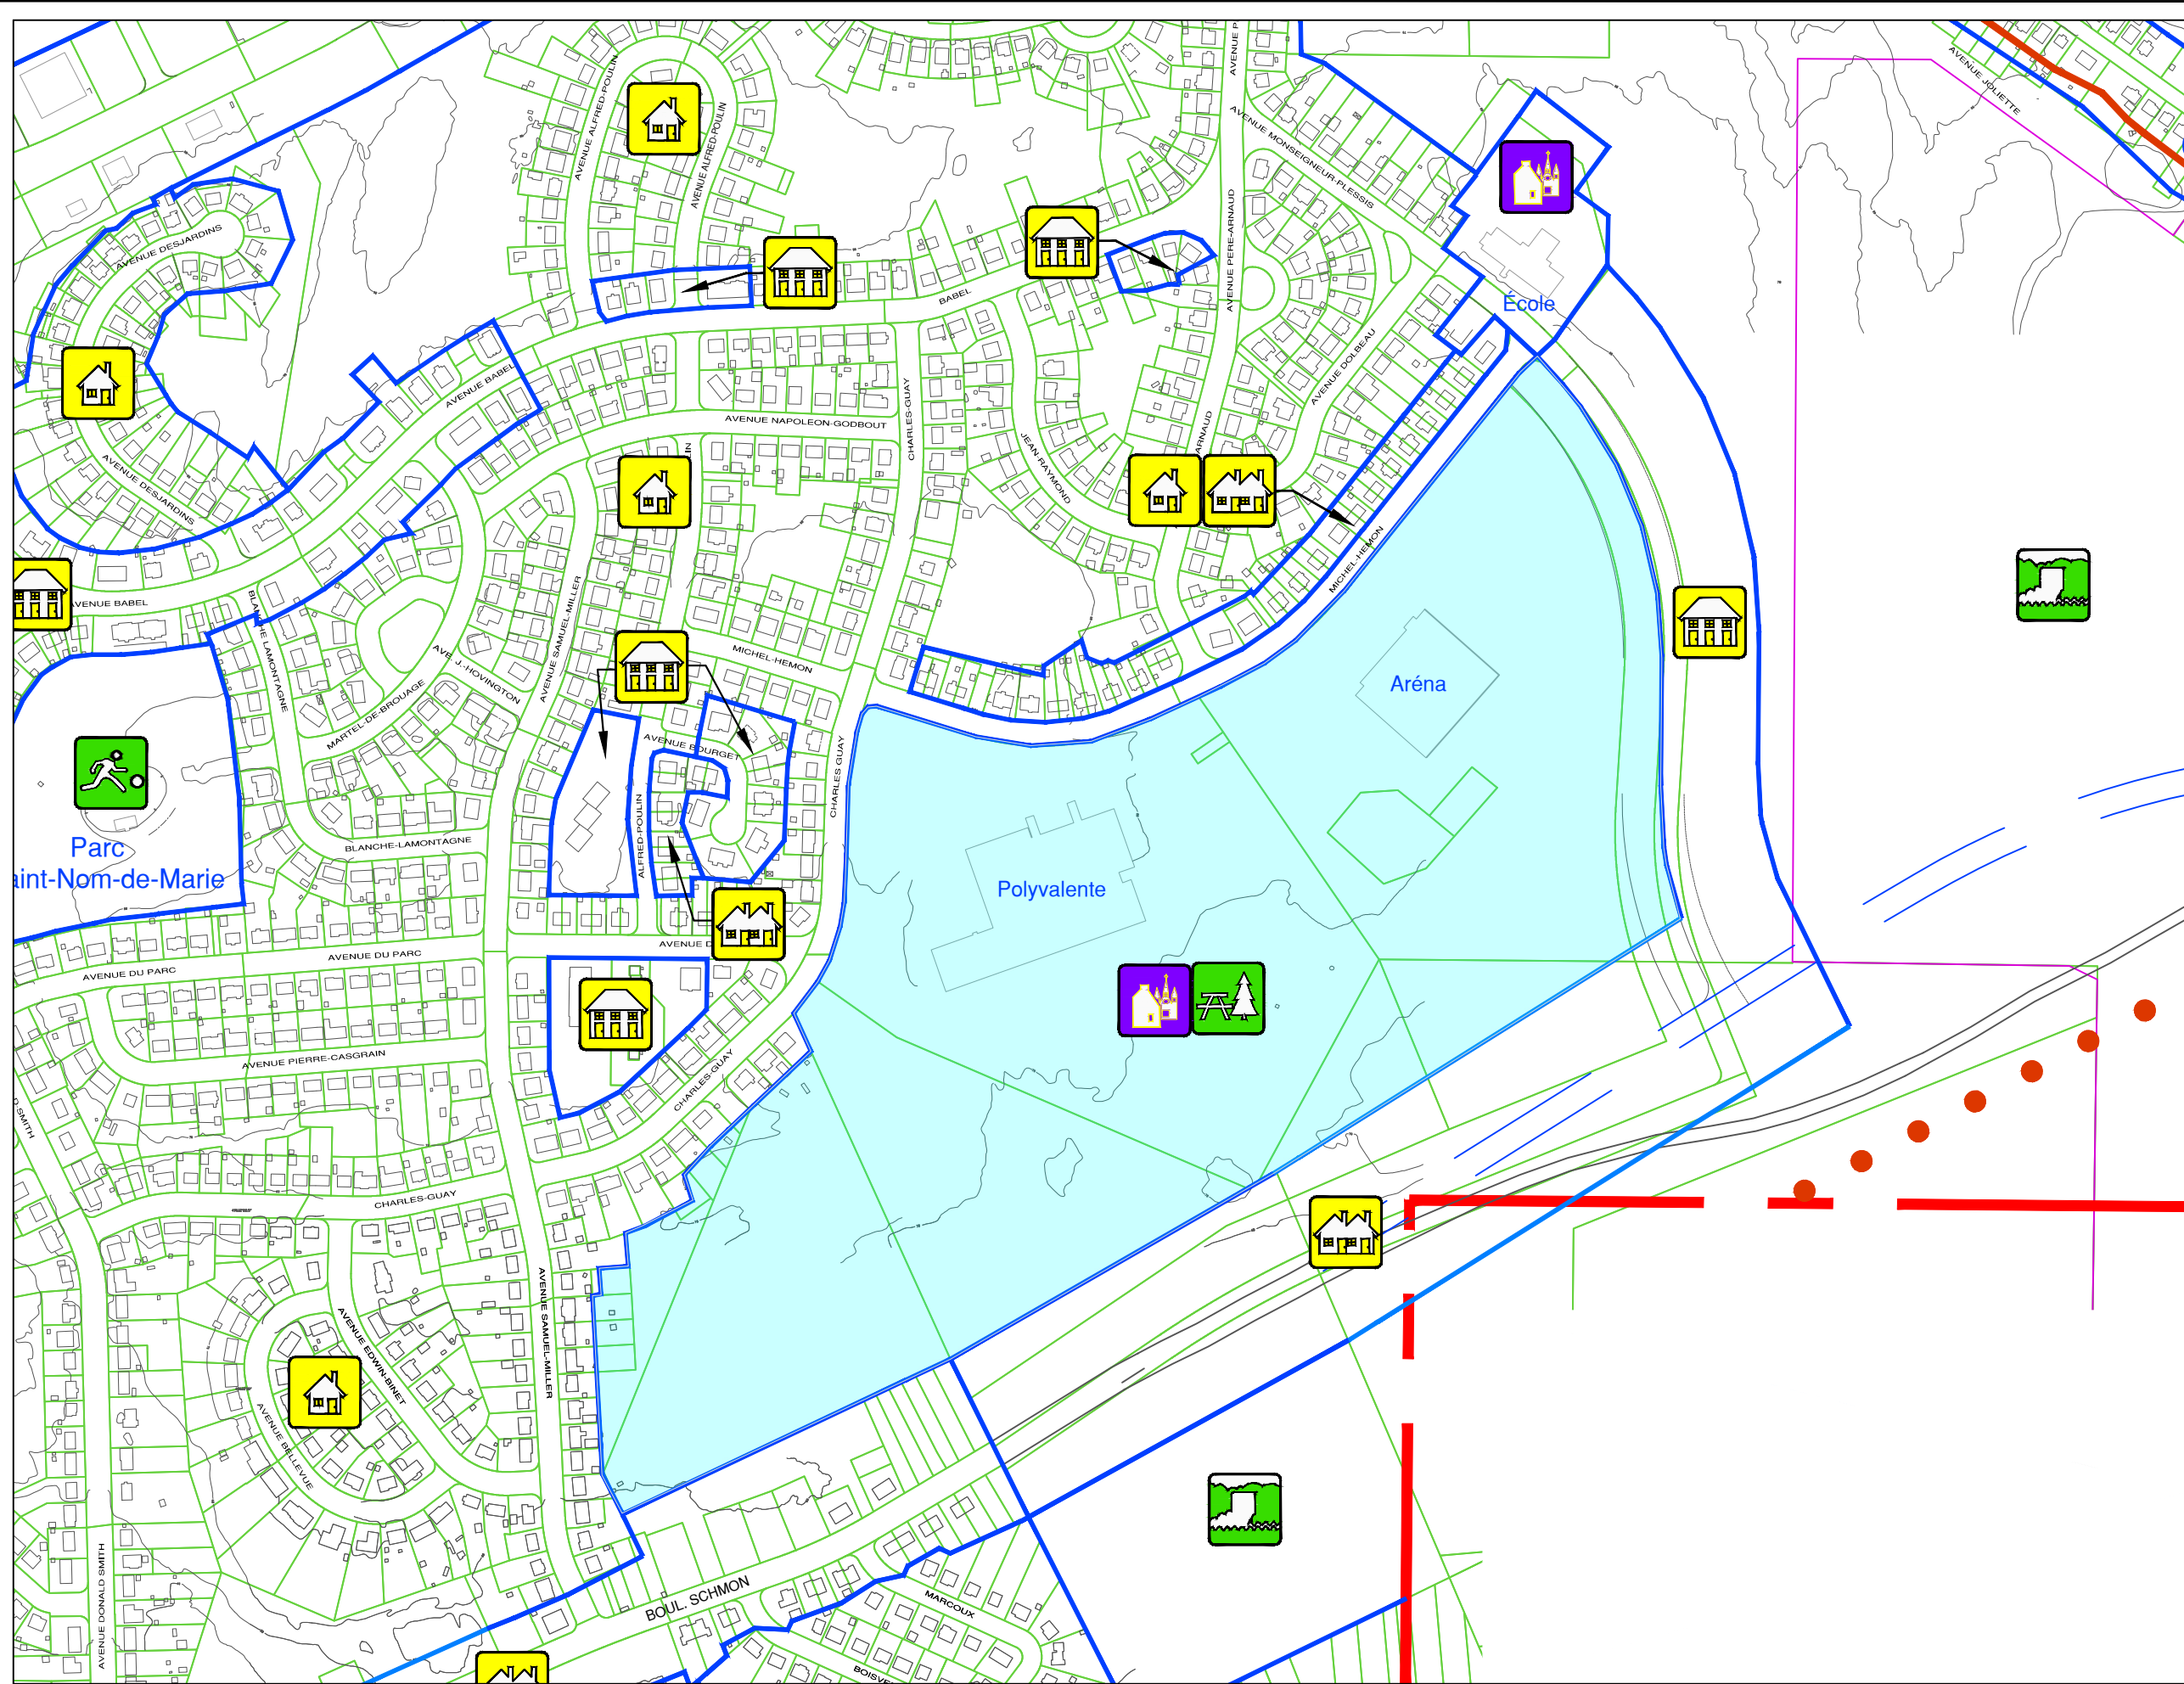 AVENUE ALFRED-POULIN
AVENUE ALFRED-POULIN
AVENUE P
AVENUE JOLIETTE
AVENUE MONSEIGNEUR-PLESSIS
AVENUE DESJARDINS
AVENUE PERE-ARNAUD
École
BABEL
AVENUE BABEL
AVENUE DOLBEAU
AVENUE NAPOLEON-GODBOUT
CHARLES-GUAY
ARNAUD
JEAN-RAYMOND
AVENUE DESJARDINS
MICHEL-HEMON
AVENUE BABEL
BLANCHE LAMONTAGNE
AVENUE SAMUEL-MILLER
AVE. J.-HOVINGTON
MICHEL-HEMON
MARTEL-DE-BROUAGE
Aréna
AVENUE BOURGET
CHARLES GUAY
ALFRED-POULIN
Parc
aint-Nom-de-Marie
BLANCHE-LAMONTAGNE
Polyvalente
AVENUE D
AVENUE DU PARC
AVENUE DU PARC
AVENUE PIERRE-CASGRAIN
CHARLES-GUAY
SMITH
CHARLES-GUAY
AVENUE SAMUEL-MILLER
AVENUE EDWIN-BINET
AVENUE BELLEVUE
AVENUE DONALD SMITH
BOUL. SCHMON
MARCOUX
BOISVE